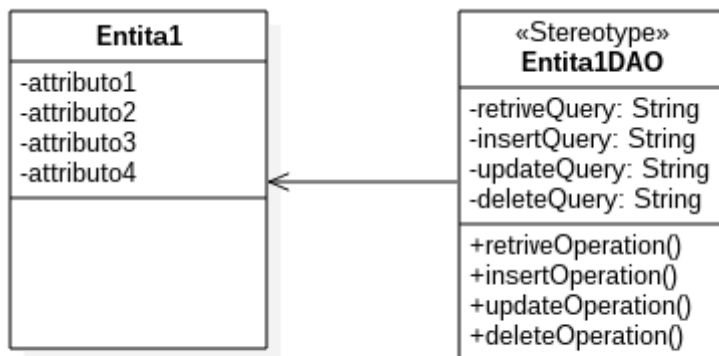 Entita1
-attributo1
-attributo2
-attributo3
-attributo4
«Stereotype»
Entita1DAO
-retriveQuery: String
-insertQuery: String
-updateQuery: String
-deleteQuery: String
+retriveOperation()
+insertOperation()
+updateOperation()
+deleteOperation()